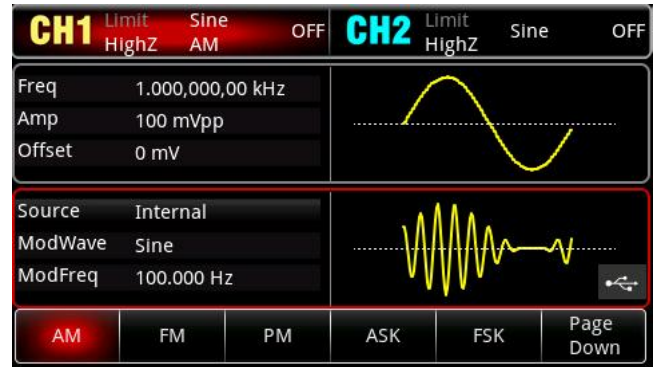 CH1 Limit Sine OFF CH2 Limit Sine OFF
HighZ AM HighZ
Freq 1.000,000,00 kHz
Amp 100 mVpp
Offset 0 mV
Source Internal
ModWave Sine
ModFreq 100.000 Hz
AM FM PM ASK FSK Page
Down